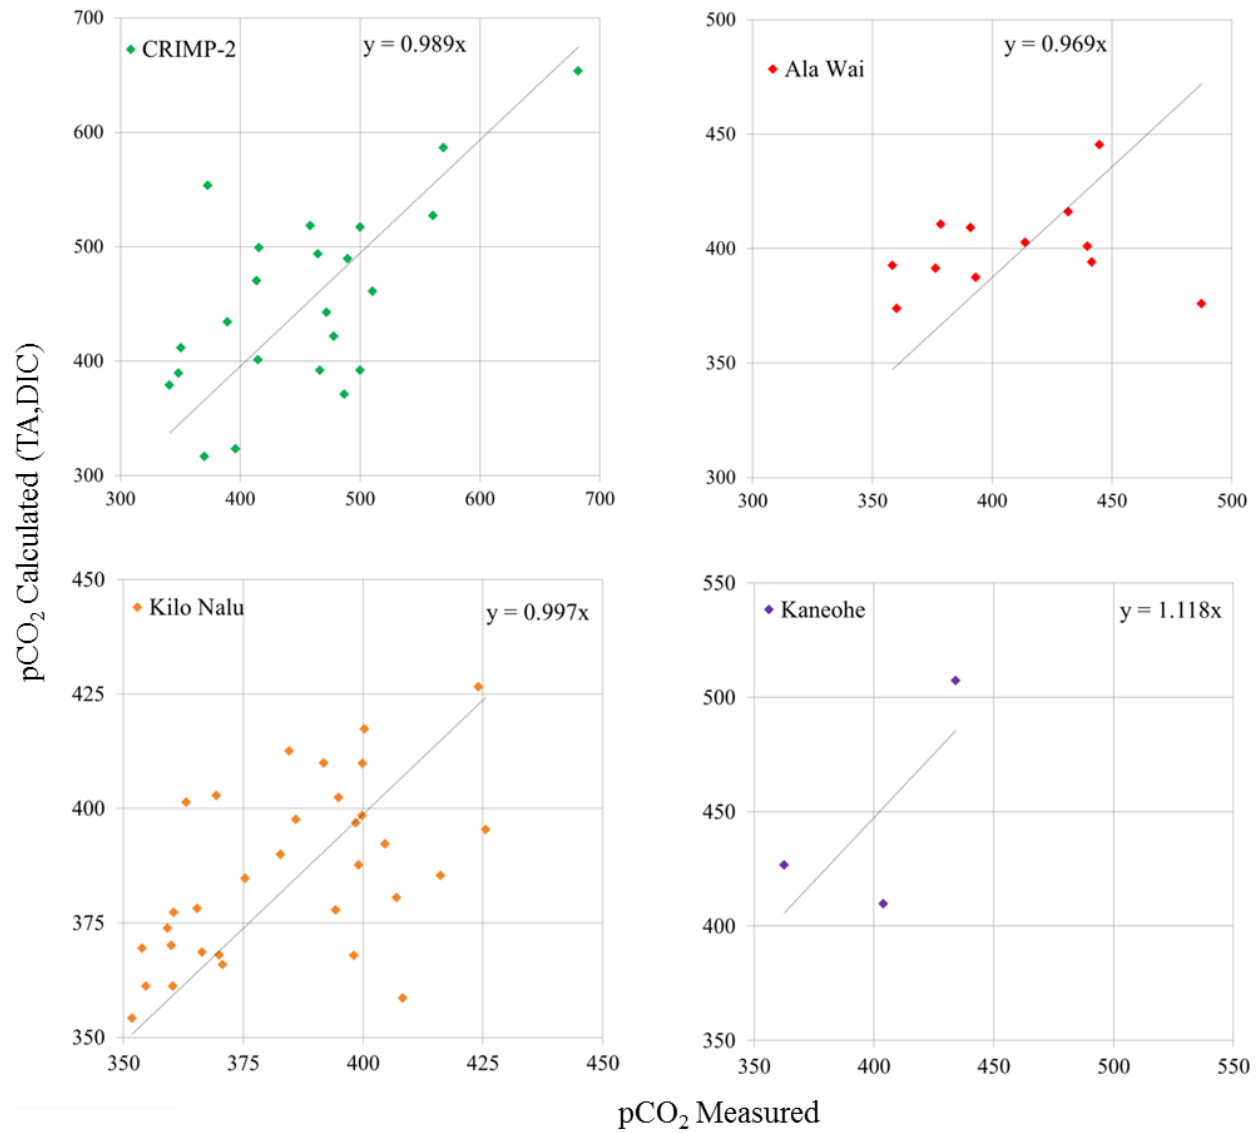 700
600
500
400
300
300 400 500 600 700
CRIMP-2
y = 0.989x
500
450
400
350
300
300 350 400 450 500
Ala Wai
y = 0.969x
450
425
400
375
350
350 375 400 425 450
Kilo Nalu
y = 0.997x
550
500
450
400
350
350 400 450 500 550
Kaneohe
y = 1.118x
pCO₂ Calculated (TA,DIC)
pCO₂ Measured